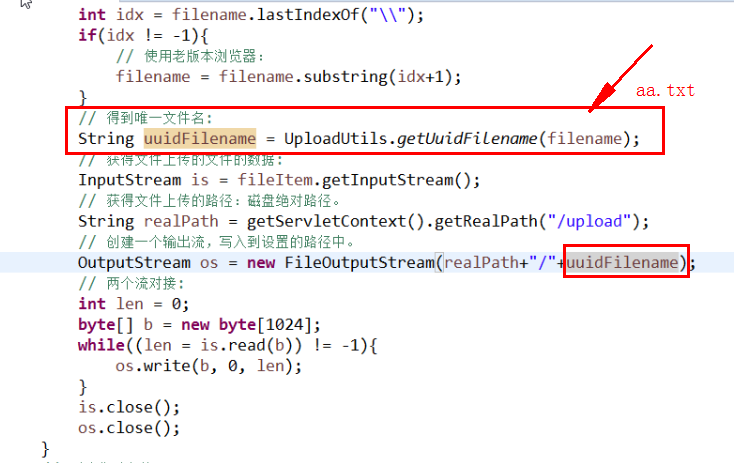 int idx = filename.lastIndexOf("\\");
if(idx != -1){
// 使用老版本浏览器:
filename = filename.substring(idx+1);
}
aa.txt
// 得到唯一文件名:
String uuidFilename = UploadUtils.getUuidFilename(filename);
// 获得文件上传的文件的数据:
InputStream is = fileItem.getInputStream();
// 获得文件上传的路径: 磁盘绝对路径。
String realPath = getServletContext().getRealPath("/upload");
// 创建一个输出流, 写入到设置的路径中。
OutputStream os = new FileOutputStream(realPath+"/"+uuidFilename);
// 两个流对接:
int len = 0;
byte[] b = new byte[1024];
while((len = is.read(b)) != -1){
os.write(b, 0, len);
}
is.close();
os.close();
}